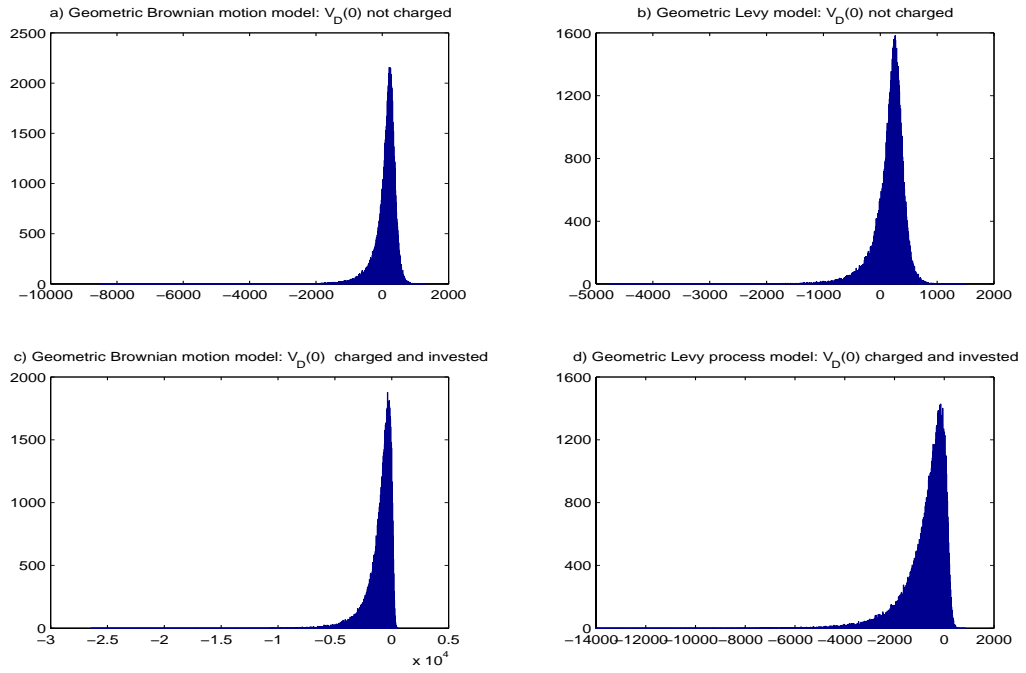 a) Geometric Brownian motion model: V_D(0) not charged
2500
2000
1500
1000
500
0
−10000 −8000 −6000 −4000 −2000 0 2000
b) Geometric Levy model: V_D(0) not charged
1600
1200
800
400
0
−5000 −4000 −3000 −2000 −1000 0 1000 2000
c) Geometric Brownian motion model: V_D(0) charged and invested
2000
1500
1000
500
0
−3 −2.5 −2 −1.5 −1 −0.5 0 0.5
x 10^4
d) Geometric Levy process model: V_D(0) charged and invested
1600
1200
800
400
0
−14000 −12000 −10000 −8000 −6000 −4000 −2000 0 2000